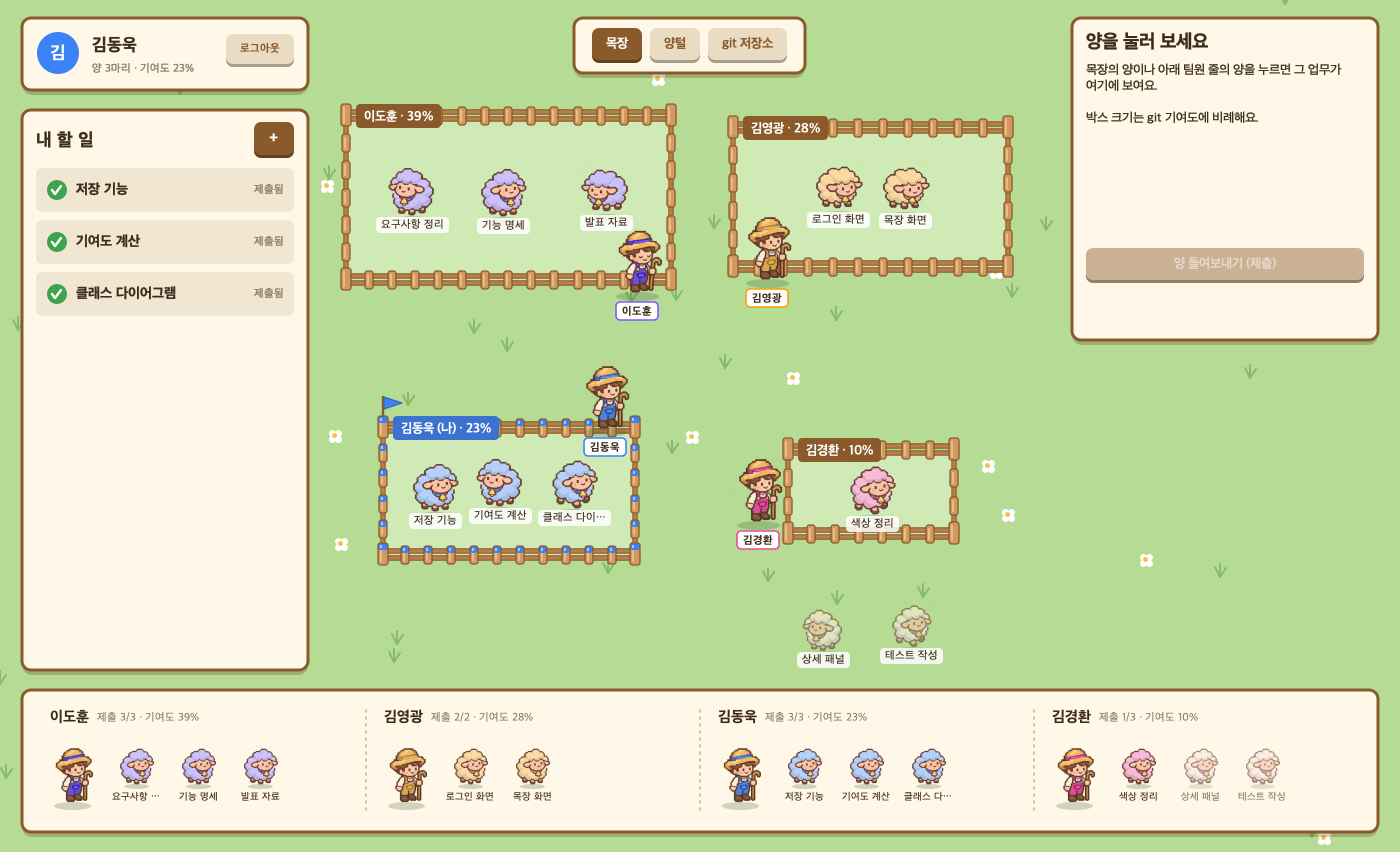 김
김동욱
양 3마리 · 기여도 23%
로그아웃
목장
양털
git 저장소
양을 눌러 보세요
목장의 양이나 아래 팀원 줄의 양을 누르면 그 업무가
여기에 보여요.
박스 크기는 git 기여도에 비례해요.
양 들여보내기 (제출)
내 할 일
+
저장 기능
제출됨
기여도 계산
제출됨
클래스 다이어그램
제출됨
이도훈 · 39%
요구사항 정리
기능 명세
발표 자료
이도훈
김영광 · 28%
로그인 화면
목장 화면
김영광
김동욱 (나) · 23%
김동욱
저장 기능
기여도 계산
클래스 다이…
김경환 · 10%
색상 정리
김경환
상세 패널
테스트 작성
이도훈 제출 3/3 · 기여도 39%
요구사항 …
기능 명세
발표 자료
김영광 제출 2/2 · 기여도 28%
로그인 화면
목장 화면
김동욱 제출 3/3 · 기여도 23%
저장 기능
기여도 계산
클래스 다…
김경환 제출 1/3 · 기여도 10%
색상 정리
상세 패널
테스트 작성